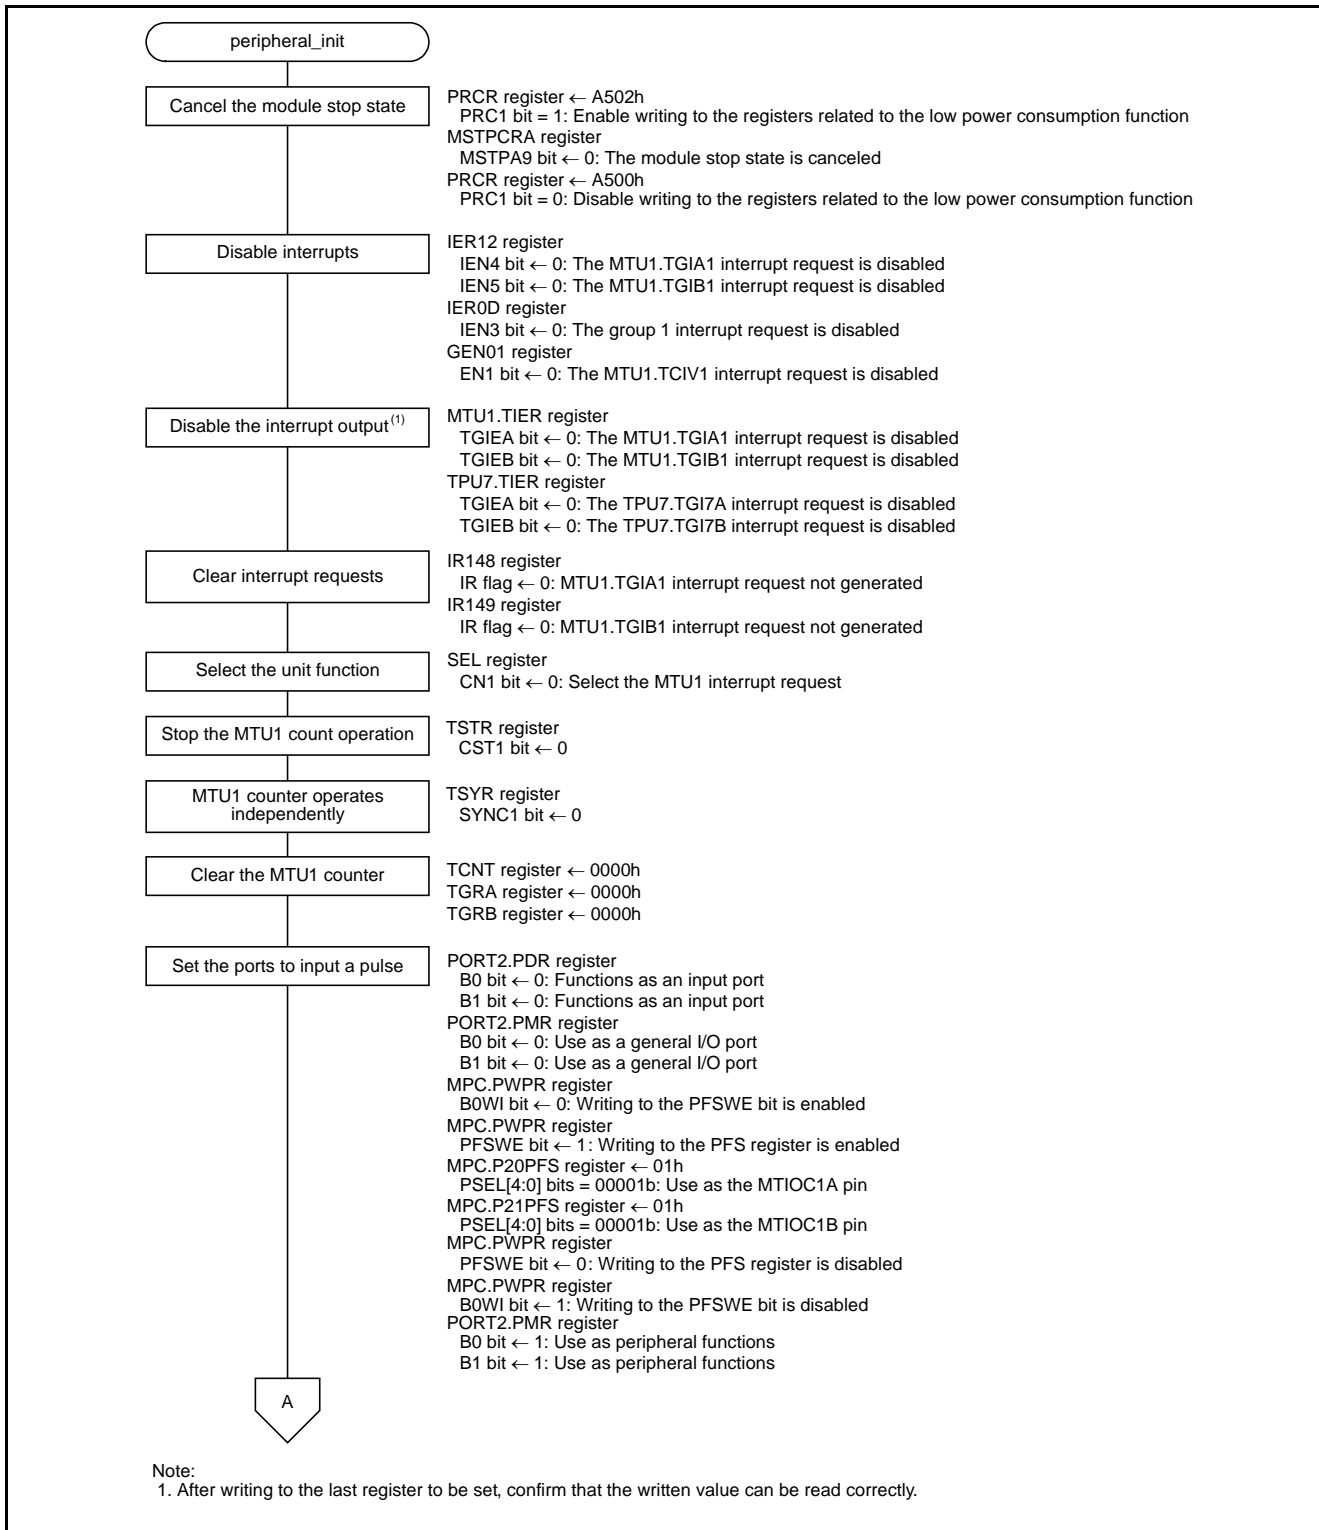 peripheral_init
Cancel the module stop state
PRCR register ← A502h
PRC1 bit = 1: Enable writing to the registers related to the low power consumption function
MSTPCRA register
MSTPA9 bit ← 0: The module stop state is canceled
PRCR register ← A500h
PRC1 bit = 0: Disable writing to the registers related to the low power consumption function
Disable interrupts
IER12 register
IEN4 bit ← 0: The MTU1.TGIA1 interrupt request is disabled
IEN5 bit ← 0: The MTU1.TGIB1 interrupt request is disabled
IER0D register
IEN3 bit ← 0: The group 1 interrupt request is disabled
GEN01 register
EN1 bit ← 0: The MTU1.TCIV1 interrupt request is disabled
Disable the interrupt output (1)
MTU1.TIER register
TGIEA bit ← 0: The MTU1.TGIA1 interrupt request is disabled
TGIEB bit ← 0: The MTU1.TGIB1 interrupt request is disabled
TPU7.TIER register
TGIEA bit ← 0: The TPU7.TGI7A interrupt request is disabled
TGIEB bit ← 0: The TPU7.TGI7B interrupt request is disabled
Clear interrupt requests
IR148 register
IR flag ← 0: MTU1.TGIA1 interrupt request not generated
IR149 register
IR flag ← 0: MTU1.TGIB1 interrupt request not generated
Select the unit function
SEL register
CN1 bit ← 0: Select the MTU1 interrupt request
Stop the MTU1 count operation
TSTR register
CST1 bit ← 0
MTU1 counter operates
independently
TSYR register
SYNC1 bit ← 0
Clear the MTU1 counter
TCNT register ← 0000h
TGRA register ← 0000h
TGRB register ← 0000h
Set the ports to input a pulse
PORT2.PDR register
B0 bit ← 0: Functions as an input port
B1 bit ← 0: Functions as an input port
PORT2.PMR register
B0 bit ← 0: Use as a general I/O port
B1 bit ← 0: Use as a general I/O port
MPC.PWPR register
B0WI bit ← 0: Writing to the PFSWE bit is enabled
MPC.PWPR register
PFSWE bit ← 1: Writing to the PFS register is enabled
MPC.P20PFS register ← 01h
PSEL[4:0] bits = 00001b: Use as the MTIOC1A pin
MPC.P21PFS register ← 01h
PSEL[4:0] bits = 00001b: Use as the MTIOC1B pin
MPC.PWPR register
PFSWE bit ← 0: Writing to the PFS register is disabled
MPC.PWPR register
B0WI bit ← 1: Writing to the PFSWE bit is disabled
PORT2.PMR register
B0 bit ← 1: Use as peripheral functions
B1 bit ← 1: Use as peripheral functions
A
Note:
1. After writing to the last register to be set, confirm that the written value can be read correctly.